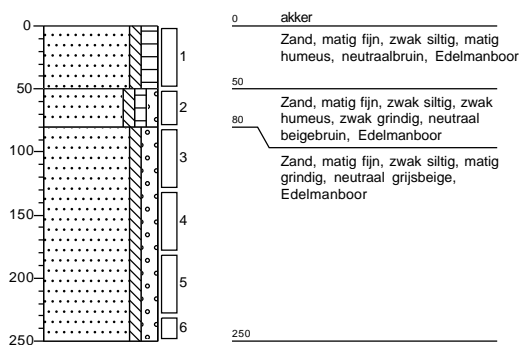 0
50
100
150
200
250
1
2
3
4
5
6
0 akker
Zand, matig fijn, zwak siltig, matig
humeus, neutraalbruin, Edelmanboor
50
Zand, matig fijn, zwak siltig, zwak
humeus, zwak grindig, neutraal
beigebruin, Edelmanboor
80
Zand, matig fijn, zwak siltig, matig
grindig, neutraal grijsbeige,
Edelmanboor
250